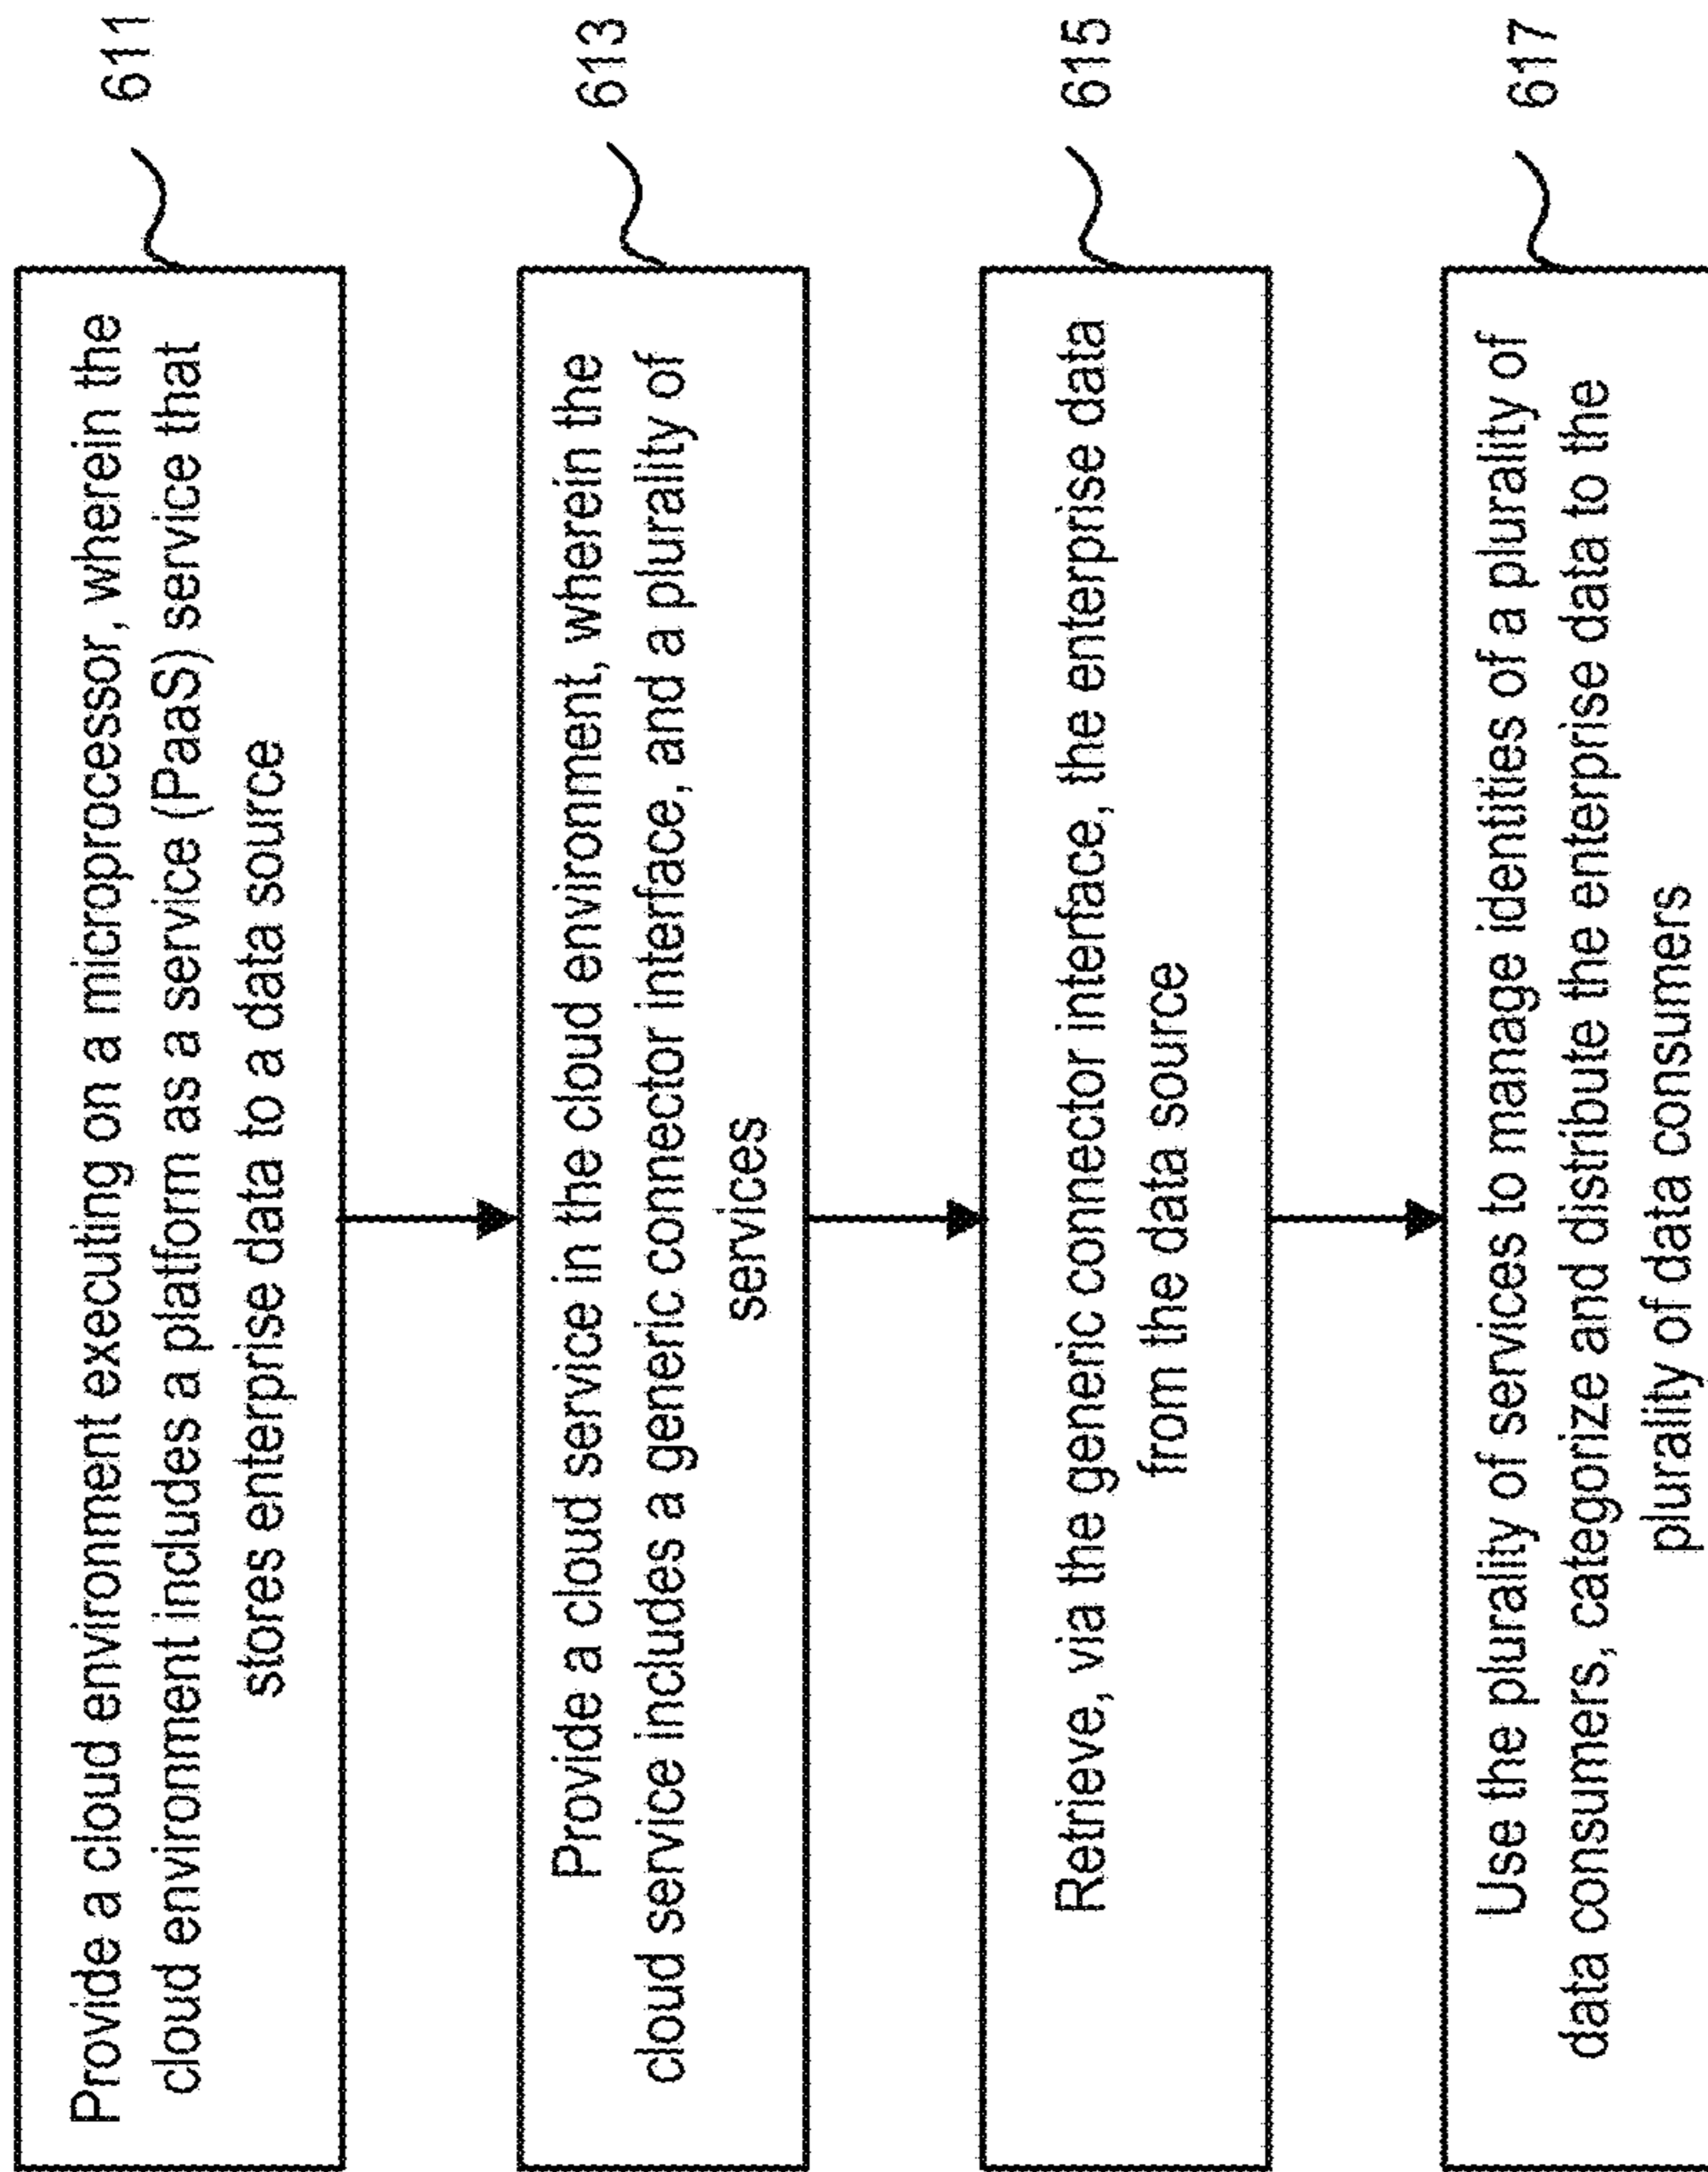 Provide a cloud environment executing on a microprocessor, wherein the
cloud environment includes a platform as a service (PaaS) service that
stores enterprise data to a data source
611
Provide a cloud service in the cloud environment, wherein the
cloud service includes a generic connector interface, and a plurality of
services
613
Retrieve, via the generic connector interface, the enterprise data
from the data source
615
Use the plurality of services to manage identities of a plurality of
data consumers, categorize and distribute the enterprise data to the
plurality of data consumers
617